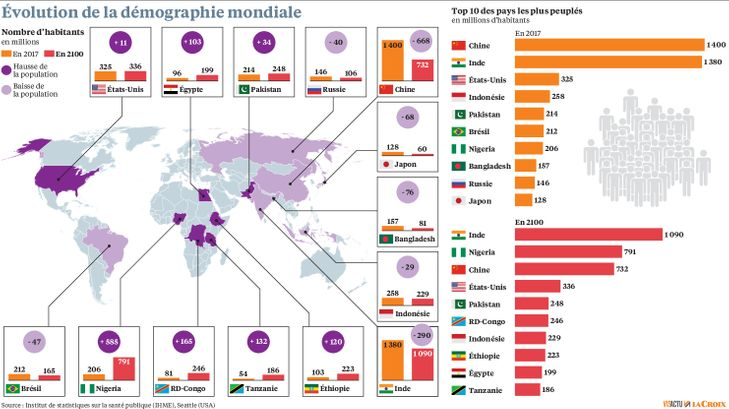 Évolution de la démographie mondiale
Nombre d'habitants
en millions
En 2017
En 2100
Hausse de
la population
Baisse de
la population
+ 11
325
336
États-Unis
+ 103
96
199
Égypte
+ 34
214
248
Pakistan
- 40
146
106
Russie
- 668
1 400
732
Chine
- 68
128
60
Japon
- 76
157
81
Bangladesh
- 29
258
229
Indonésie
- 47
212
165
Brésil
+ 585
206
791
Nigeria
+ 165
81
246
RD-Congo
+ 132
54
186
Tanzanie
+ 120
103
223
Éthiopie
- 290
1 380
1 090
Inde
Source : Institut de statistiques sur la santé publique (IHME), Seattle (USA)
Top 10 des pays les plus peuplés
en millions d'habitants
En 2017
Chine 1 400
Inde 1 380
États-Unis 325
Indonésie 258
Pakistan 214
Brésil 212
Nigeria 206
Bangladesh 157
Russie 146
Japon 128
En 2100
Inde 1 090
Nigeria 791
Chine 732
États-Unis 336
Pakistan 248
RD-Congo 246
Indonésie 229
Éthiopie 223
Égypte 199
Tanzanie 186
VISACTU LA CROIX